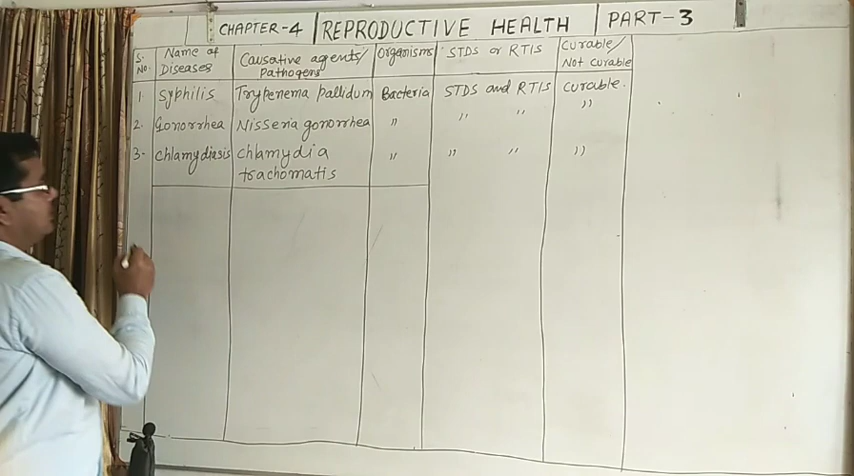 CHAPTER-4 | REPRODUCTIVE HEALTH | PART-3
S. No. Name of Diseases Causative agents/ Pathogens Organisms STDS or RTIS Curable/ Not curable
1. Syphilis Trypenema pallidum Bacteria STDS and RTIS curable.
2. Gonorrhea Nisseria gonorrhea " " " "
3- Chlamydiasis chlamydia " " " "
trachomatis